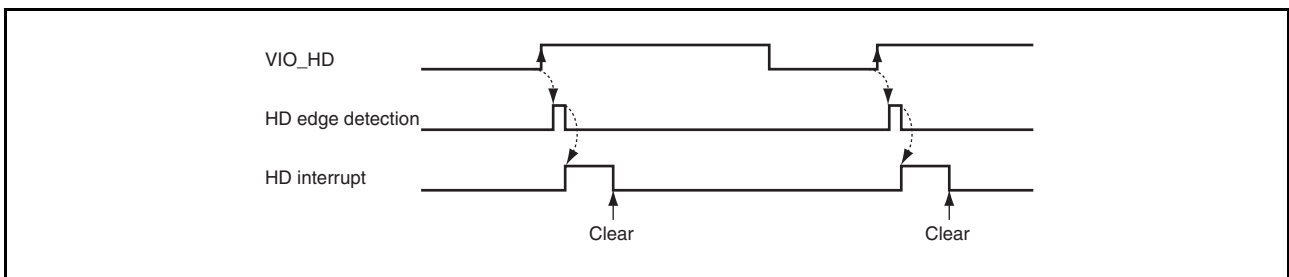 VIO_HD
HD edge detection
HD interrupt
Clear
Clear